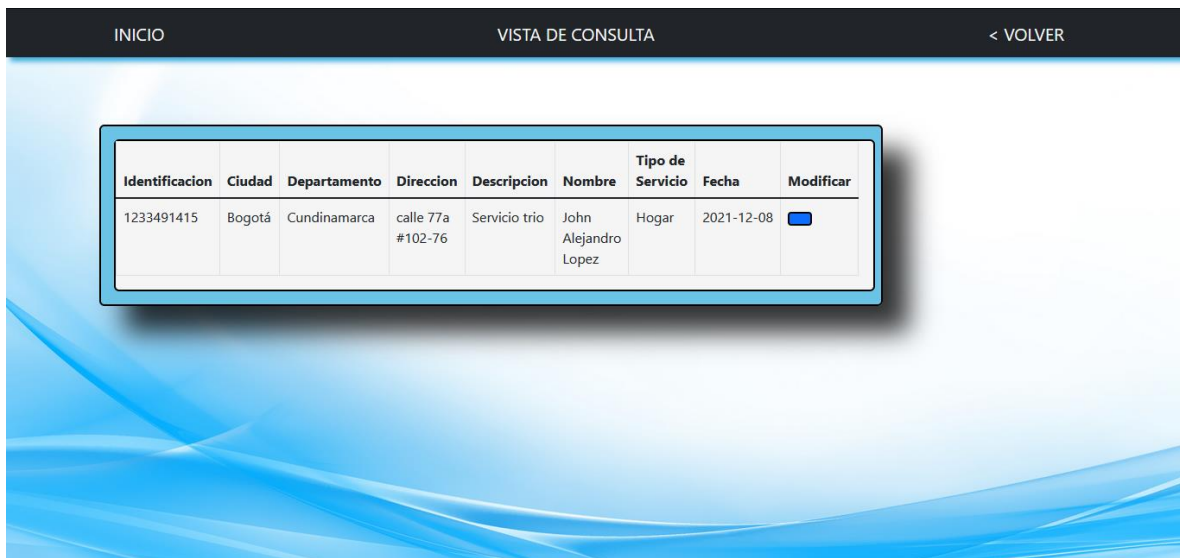 INICIO VISTA DE CONSULTA < VOLVER
Tipo de
Identificacion Ciudad Departamento Direccion Descripcion Nombre Servicio Fecha Modificar
1233491415 Bogotá Cundinamarca calle 77a Servicio trio John Hogar 2021-12-08
#102-76 Alejandro
Lopez